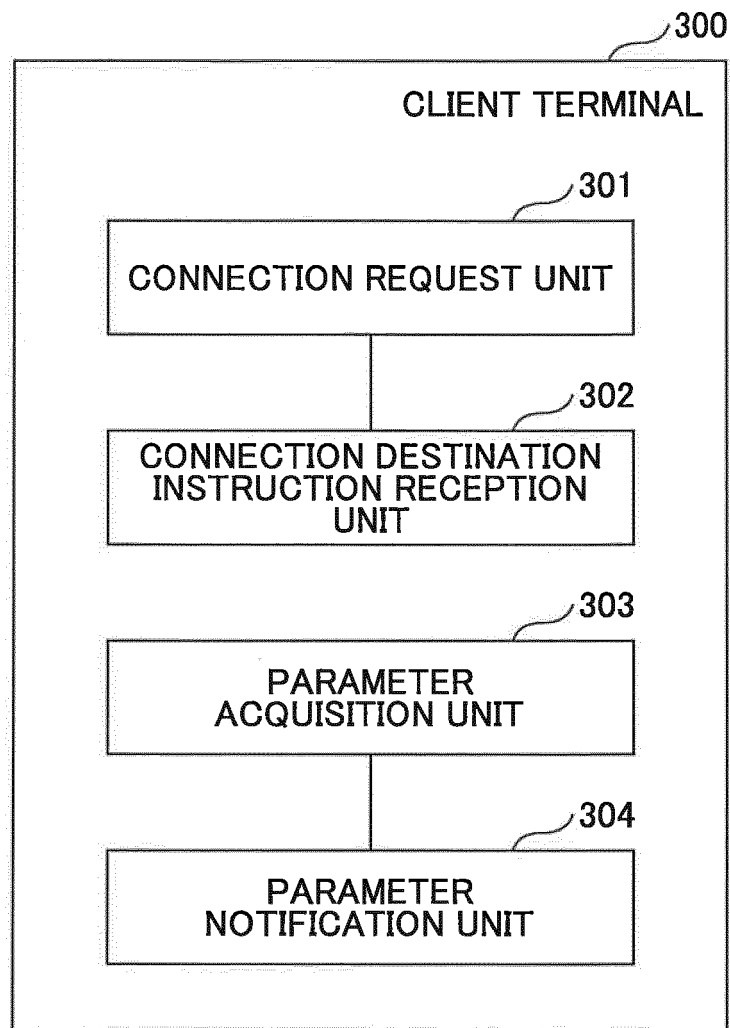 300
CLIENT TERMINAL
301
CONNECTION REQUEST UNIT
302
CONNECTION DESTINATION
INSTRUCTION RECEPTION
UNIT
303
PARAMETER
ACQUISITION UNIT
304
PARAMETER
NOTIFICATION UNIT